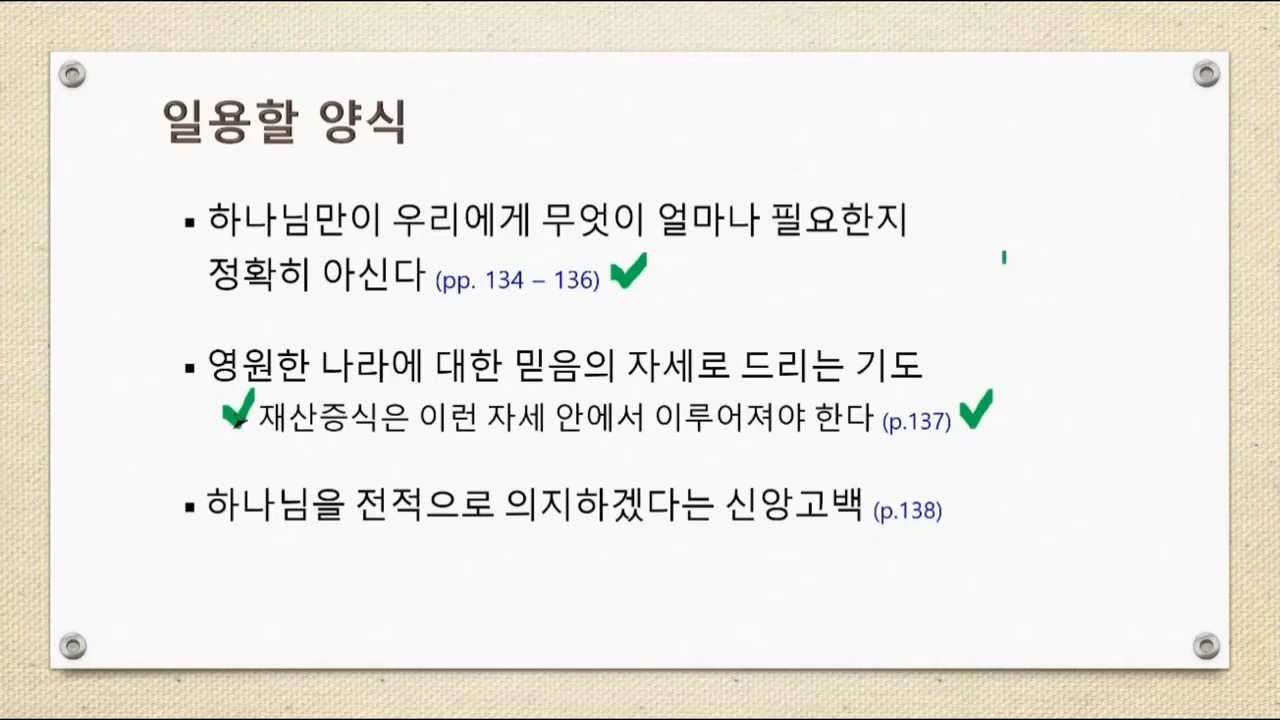 일용할 양식
▪ 하나님만이 우리에게 무엇이 얼마나 필요한지
정확히 아신다 (pp. 134 – 136)
▪ 영원한 나라에 대한 믿음의 자세로 드리는 기도
➢ 재산증식은 이런 자세 안에서 이루어져야 한다 (p.137)
▪ 하나님을 전적으로 의지하겠다는 신앙고백 (p.138)